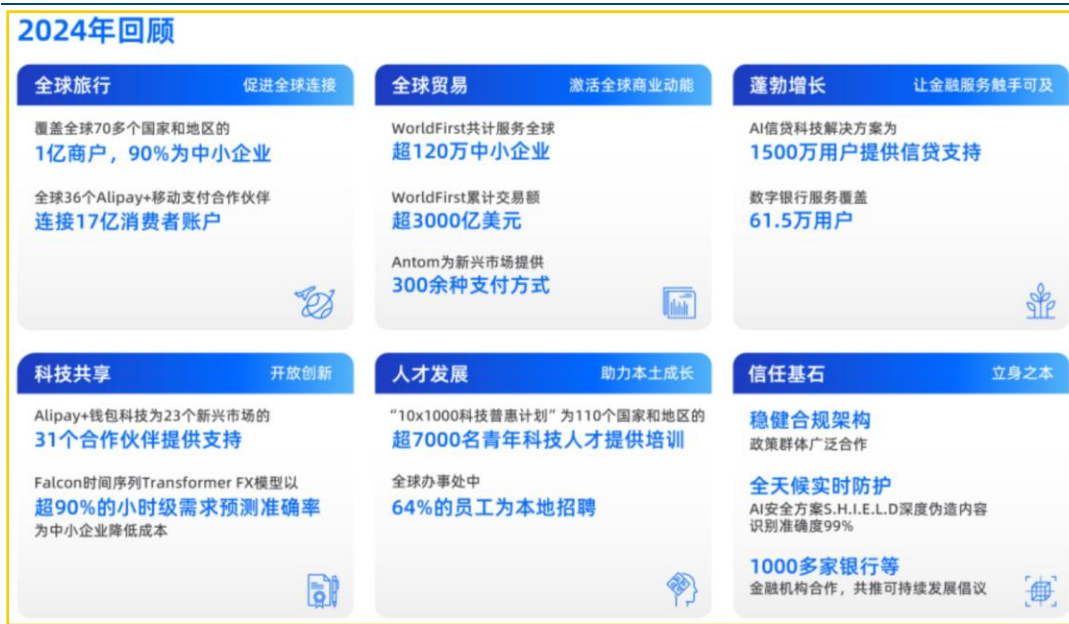 2024年回顾
全球旅行
促进全球连接
覆盖全球70多个国家和地区的
1亿商户，90%为中小企业
全球36个Alipay+移动支付合作伙伴
连接17亿消费者账户
全球贸易
激活全球商业动能
WorldFirst共计服务全球
超120万中小企业
WorldFirst累计交易额
超3000亿美元
Antom为新兴市场提供
300余种支付方式
蓬勃增长
让金融服务触手可及
AI信贷科技解决方案为
1500万用户提供信贷支持
数字银行服务覆盖
61.5万用户
科技共享
开放创新
Alipay+钱包科技为23个新兴市场的
31个合作伙伴提供支持
Falcon时间序列Transformer FX模型以
超90%的小时级需求预测准确率
为中小企业降低成本
人才发展
助力本土成长
“10x1000科技普惠计划”为110个国家和地区的
超7000名青年科技人才提供培训
全球办事处中
64%的员工为本地招聘
信任基石
立身之本
稳健合规架构
政策群体广泛合作
全天候实时防护
AI安全方案S.H.I.E.L.D深度伪造内容
识别准确度99%
1000多家银行等
金融机构合作，共推可持续发展倡议